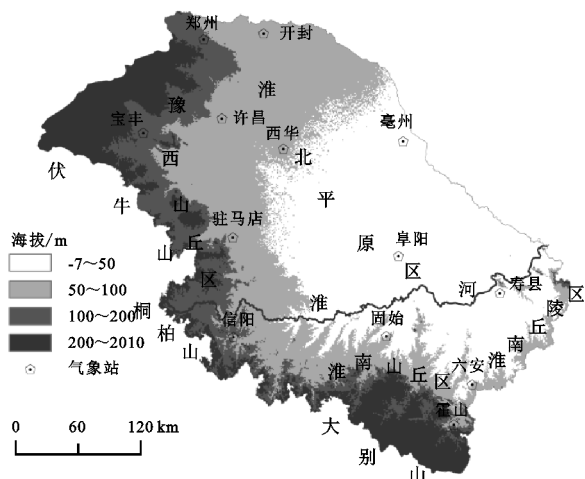 郑州
开封
豫西山丘区
淮北平原区
宝丰
许昌
西华
亳州
伏牛山
驻马店
阜阳
海拔/m
-7~50
50~100
100~200
200~2010
气象站
桐柏山
淮河
寿县
信阳
固始
淮南山丘区
六安
淮南丘陵区
霍山
大别山
0 60 120 km